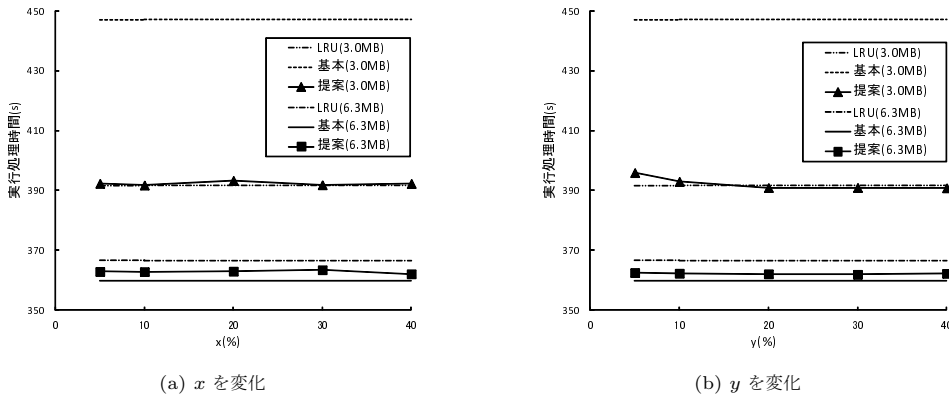 450
430
410
390
370
350
実行処理時間(s)
0
10
20
30
40
x(%)
LRU(3.0MB)
基本(3.0MB)
提案(3.0MB)
LRU(6.3MB)
基本(6.3MB)
提案(6.3MB)
(a) x を変化
450
430
410
390
370
350
実行処理時間(s)
0
10
20
30
40
y(%)
LRU(3.0MB)
基本(3.0MB)
提案(3.0MB)
LRU(6.3MB)
基本(6.3MB)
提案(6.3MB)
(b) y を変化